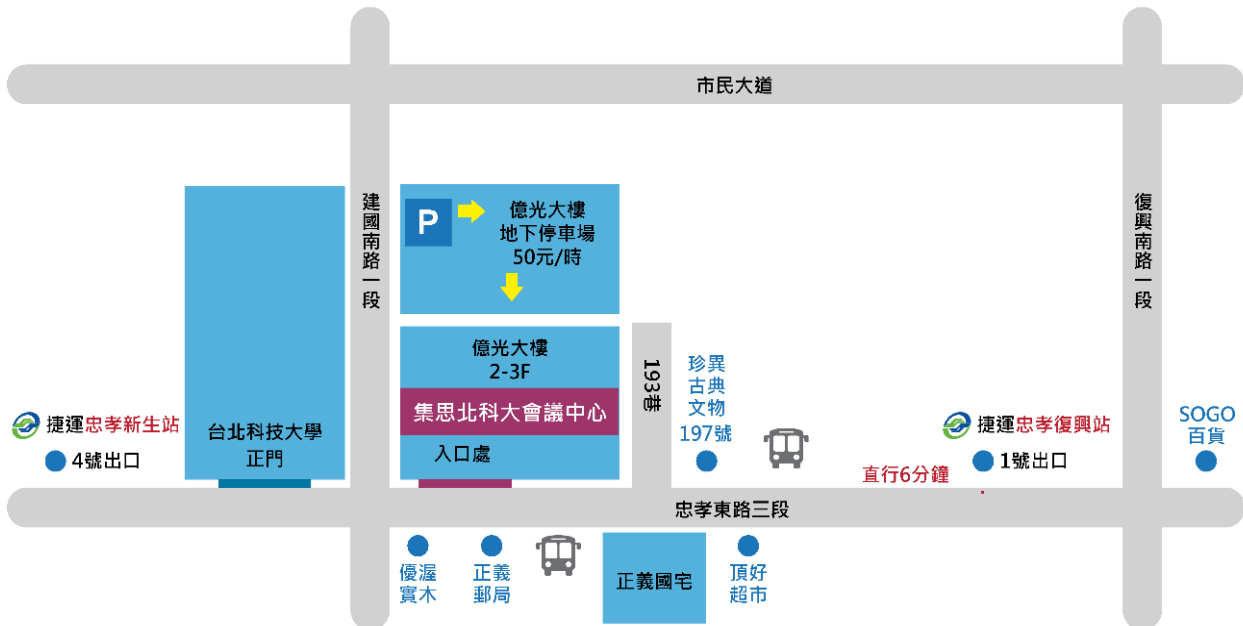 市民大道
建國南路一段
復興南路一段
P
億光大樓
地下停車場
50元/時
億光大樓
2-3F
集思北科大會議中心
入口處
193巷
珍異
古典
文物
197號
捷運忠孝新生站
4號出口
台北科技大學
正門
捷運忠孝復興站
1號出口
直行6分鐘
SOGO
百貨
忠孝東路三段
優渥
實木
正義
郵局
正義國宅
頂好
超市